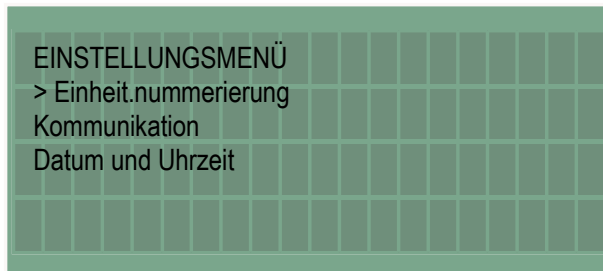 EINSTELLUNGSMENÜ
> Einheit.nummerierung
Kommunikation
Datum und Uhrzeit